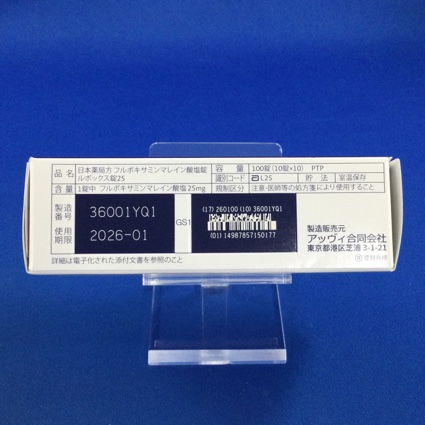 品名 日本薬局方 フルボキサミンマレイン酸塩錠 ルボックス錠25
容量 100錠(10錠×10) PTP
識別コード a L25 貯法 室温保存
含量 1錠中 フルボキサミンマレイン酸塩25mg 規制区分 注意-医師等の処方箋により使用すること
製造番号 36001YQ1
使用期限 2026-01
GS1
(17) 260100 (10) 36001YQ1
(01) 14987857150177
製造販売元
アッヴィ合同会社
東京都港区芝浦 3-1-21
詳細は電子化された添付文書を参照のこと